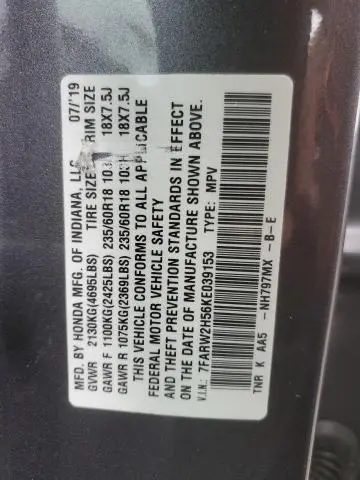 MFD. BY HONDA MFG. OF INDIANA, LLC 07/'19
GVWR 2130KG(4695LBS) TIRE SIZE RIM SIZE
GAWR F 1100KG(2425LBS) 235/60R18 18X7.5J
GAWR R 1075KG(2369LBS) 235/60R18 18X7.5J
THIS VEHICLE CONFORMS TO ALL APPLICABLE
FEDERAL MOTOR VEHICLE SAFETY
AND THEFT PREVENTION STANDARDS IN EFFECT
ON THE DATE OF MANUFACTURE SHOWN ABOVE.
V.I.N.: 7FARW2H56KE039153 TYPE: MPV
TNR K AA5 -NH797MX -B-E